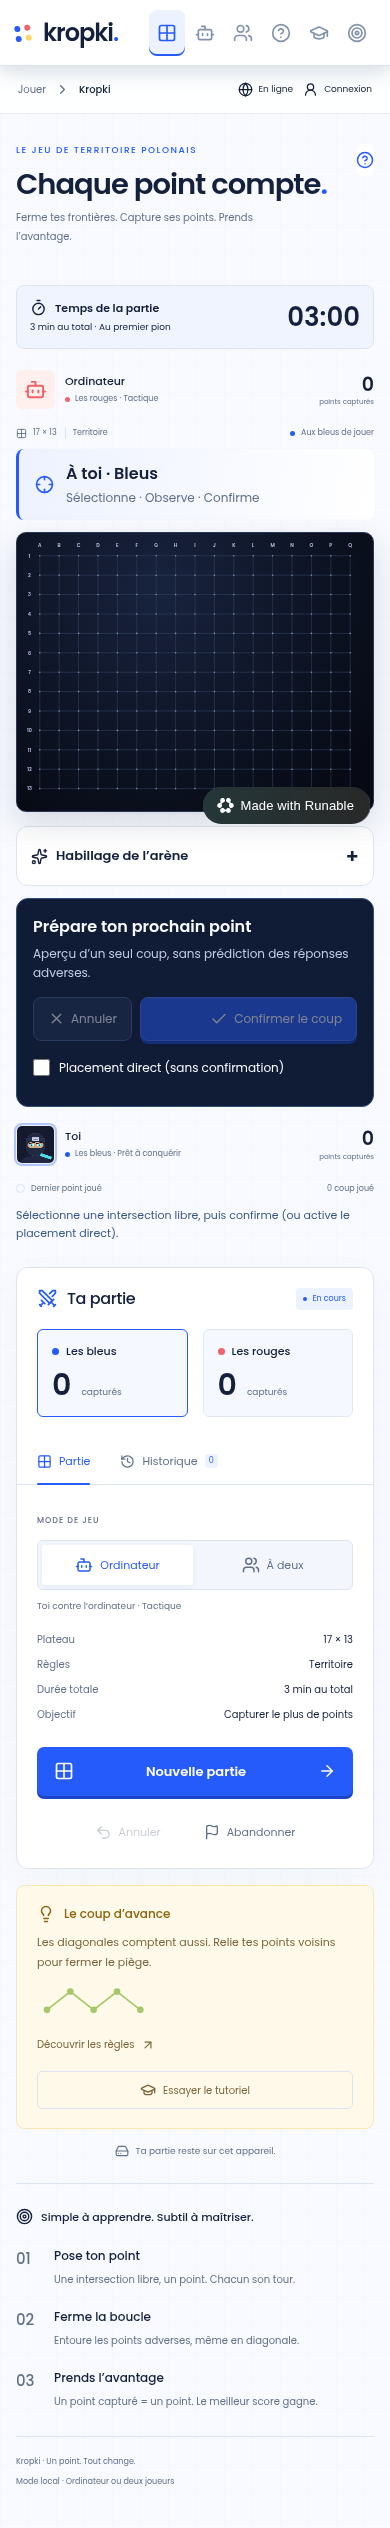 kropki.
Jouer
Kropki
En ligne
Connexion
LE JEU DE TERRITOIRE POLONAIS
Chaque point compte.
Ferme tes frontières. Capture ses points. Prends
l'avantage.
Temps de la partie
3 min au total · Au premier pion
03:00
Ordinateur
Les rouges · Tactique
0
points capturés
17 × 13
Territoire
Aux bleus de jouer
À toi · Bleus
Sélectionne · Observe · Confirme
A B C D E F G H I J K L M N O P Q
1
2
3
4
5
6
7
8
9
10
11
12
13
Made with Runable
Habillage de l'arène
+
Prépare ton prochain point
Aperçu d'un seul coup, sans prédiction des réponses
adverses.
Annuler
Confirmer le coup
Placement direct (sans confirmation)
Toi
Les bleus · Prêt à conquérir
0
points capturés
Dernier point joué
0 coup joué
Sélectionne une intersection libre, puis confirme (ou active le
placement direct).
Ta partie
En cours
Les bleus
0 capturés
Les rouges
0 capturés
Partie
Historique 0
MODE DE JEU
Ordinateur
À deux
Toi contre l'ordinateur · Tactique
Plateau
17 × 13
Règles
Territoire
Durée totale
3 min au total
Objectif
Capturer le plus de points
Nouvelle partie
Annuler
Abandonner
Le coup d'avance
Les diagonales comptent aussi. Relie tes points voisins
pour fermer le piège.
Découvrir les règles
Essayer le tutoriel
Ta partie reste sur cet appareil.
Simple à apprendre. Subtil à maîtriser.
01
Pose ton point
Une intersection libre, un point. Chacun son tour.
02
Ferme la boucle
Entoure les points adverses, même en diagonale.
03
Prends l'avantage
Un point capturé = un point. Le meilleur score gagne.
Kropki · Un point. Tout change.
Mode local · Ordinateur ou deux joueurs